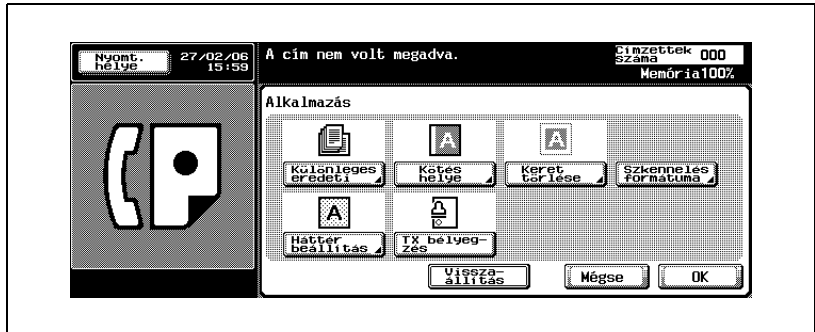 Nyomt. helye
27/02/06
15:59
A cím nem volt megadva.
Címzettek száma 000
Memória100%
Alkalmazás
Különleges eredeti
Kötés helye
Keret törlése
Szkennelés formátuma
Háttér beállítás
TX bélyeg-
zés
Vissza-
állítás
Mégse
OK